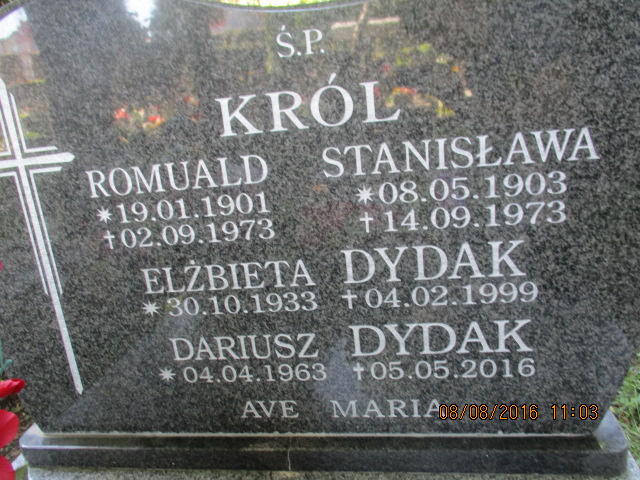 Ś.P.
KRÓL
ROMUALD STANISŁAWA
*19.01.1901 *08.05.1903
†02.09.1973 †14.09.1973
ELŻBIETA DYDAK
*30.10.1933 †04.02.1999
DARIUSZ DYDAK
*04.04.1963 †05.05.2016
AVE MARIA
08/08/2016 11:03